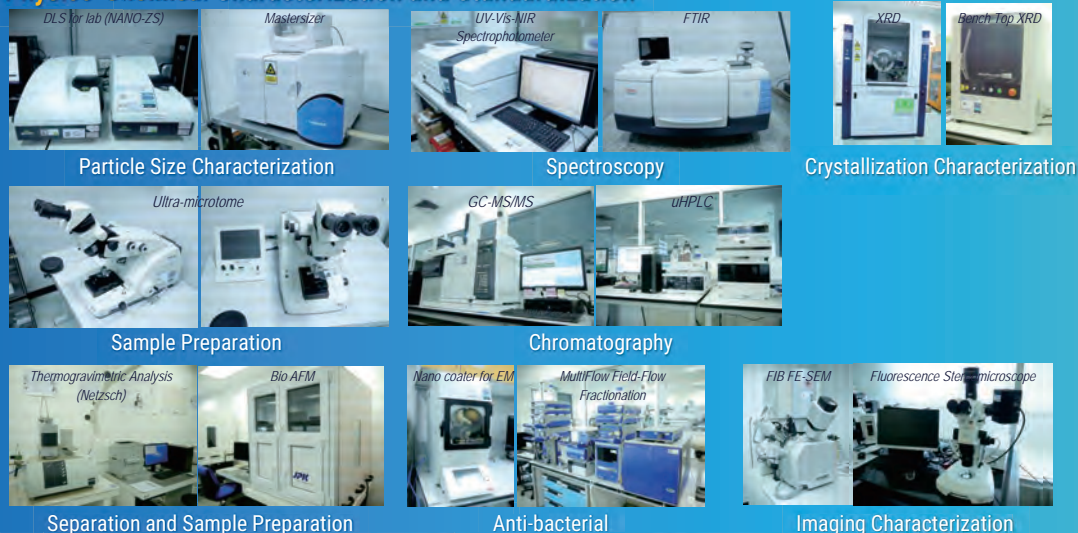 DLS for lab (NANO-ZS)
Mastersizer
UV-Vis-NIR
Spectrophotometer
FTIR
XRD
Bench Top XRD
Particle Size Characterization
Spectroscopy
Crystallization Characterization
Ultra-microtome
GC-MS/MS
uHPLC
Sample Preparation
Chromatography
Thermogravimetric Analysis
(Netzsch)
Bio AFM
Nano coater for EM
MultiFlow Field-Flow
Fractionation
FIB FE-SEM
Fluorescence Stereomicroscope
JPK
Separation and Sample Preparation
Anti-bacterial
Imaging Characterization